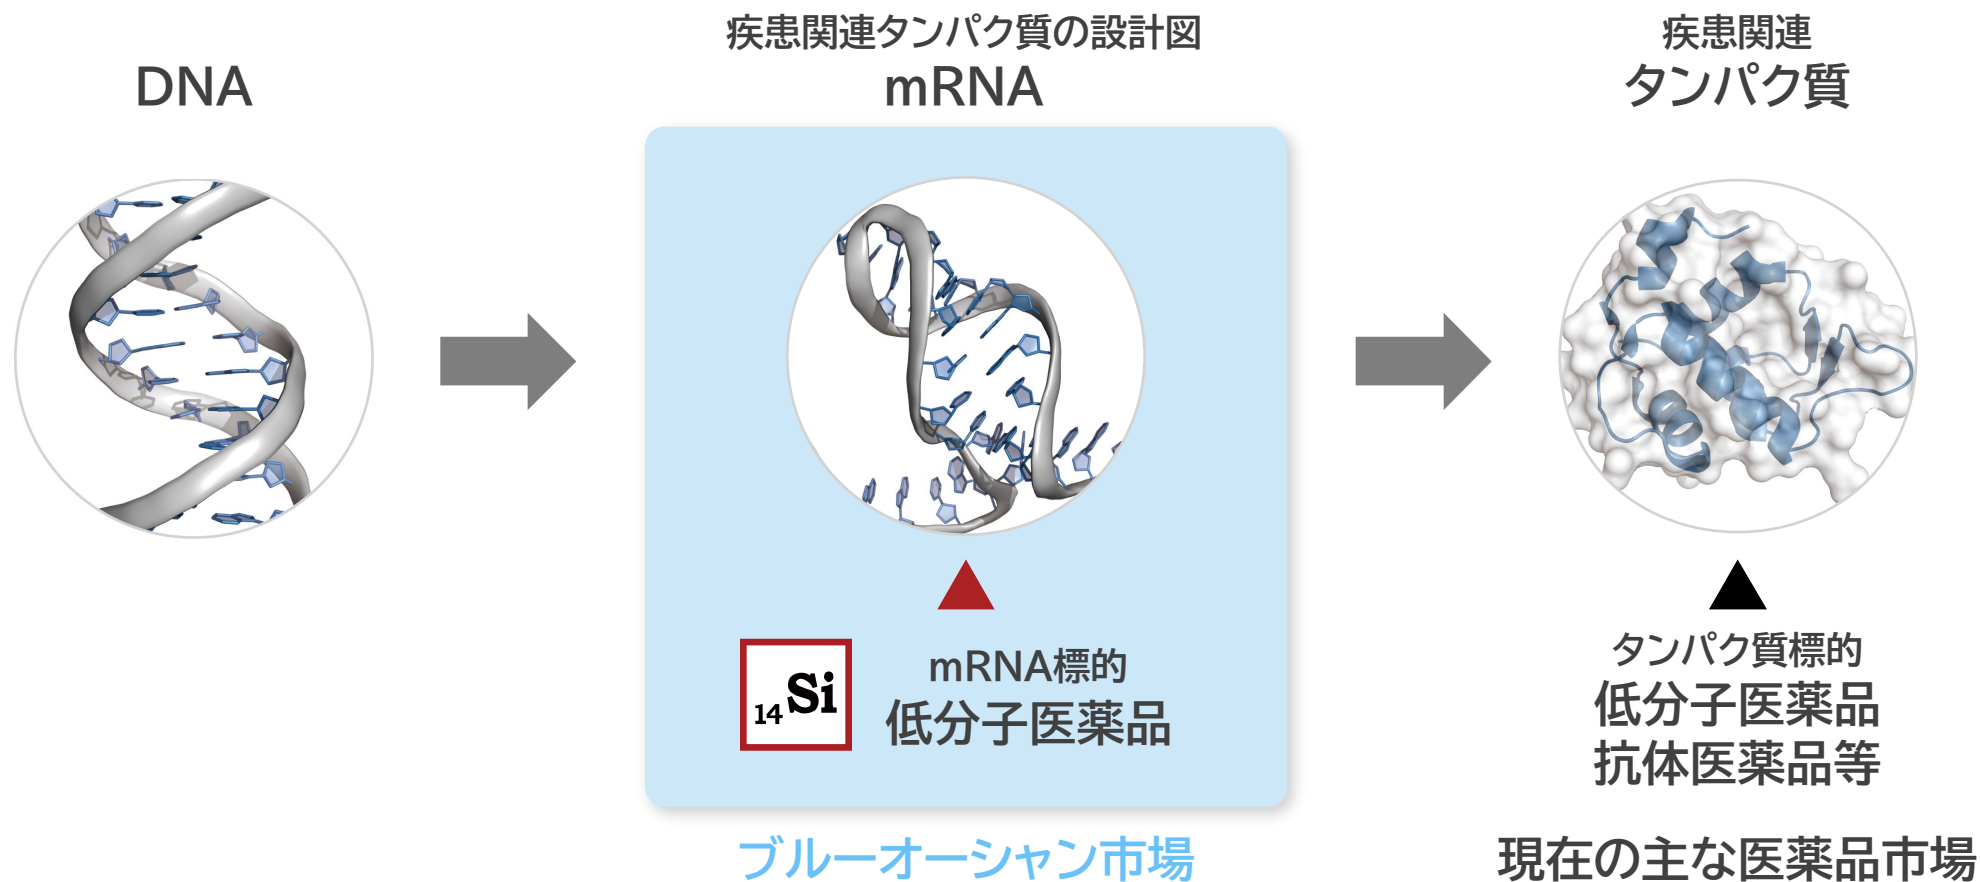 DNA
疾患関連タンパク質の設計図
mRNA
14Si
mRNA標的
低分子医薬品
ブルーオーシャン市場
疾患関連
タンパク質
タンパク質標的
低分子医薬品
抗体医薬品等
現在の主な医薬品市場